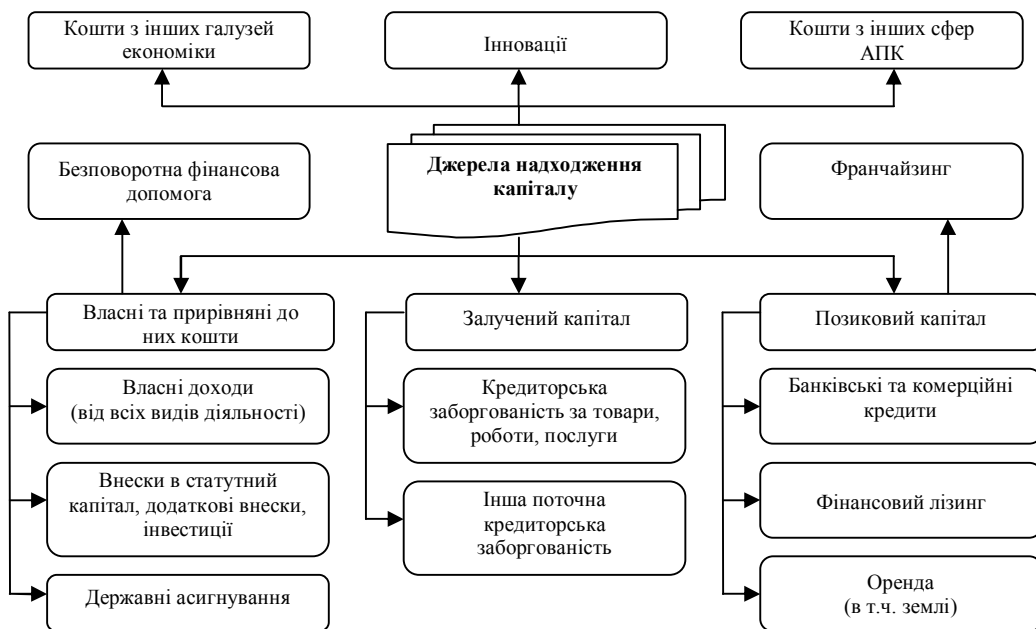 Кошти з інших галузей
економіки
Інновації
Кошти з інших сфер
АПК
Безповоротна фінансова
допомога
Джерела надходження
капіталу
Франчайзинг
Власні та прирівняні до
них кошти
Залучений капітал
Позиковий капітал
Власні доходи
(від всіх видів діяльності)
Кредиторська
заборгованість за товари,
роботи, послуги
Банківські та комерційні
кредити
Внески в статутний
капітал, додаткові внески,
інвестиції
Інша поточна
кредиторська
заборгованість
Фінансовий лізинг
Державні асигнування
Оренда
(в т.ч. землі)